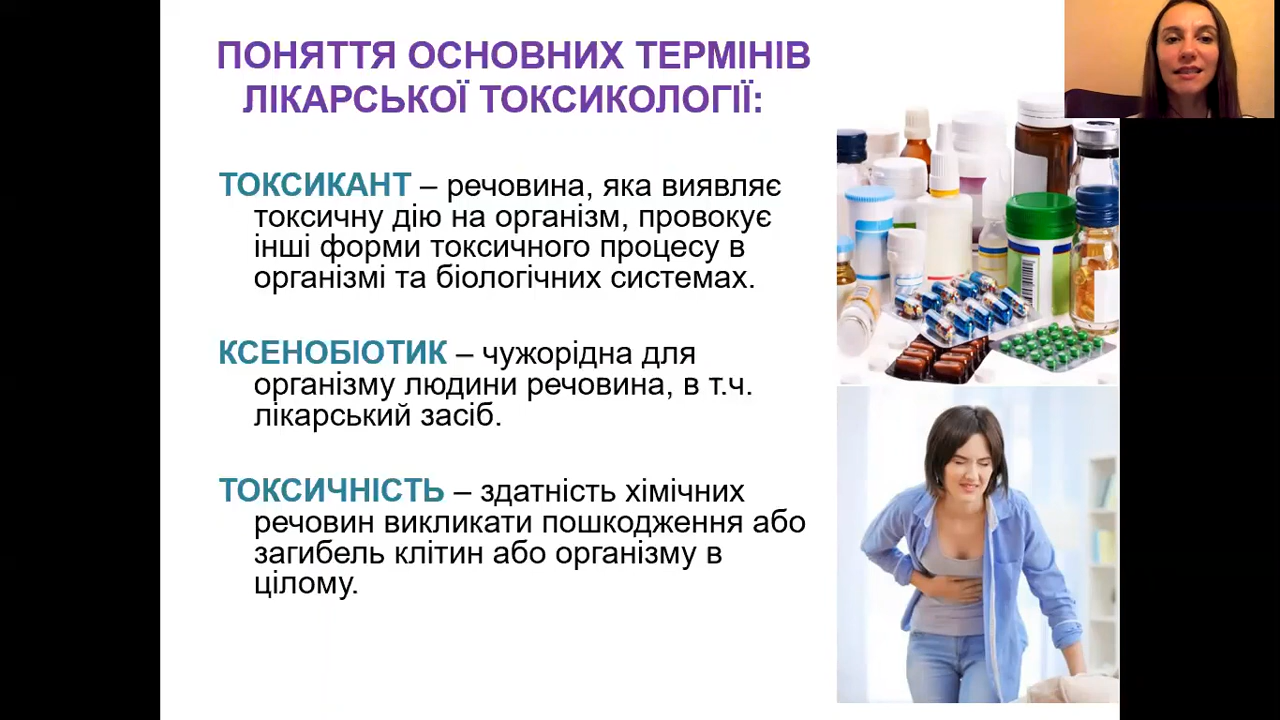 ПОНЯТТЯ ОСНОВНИХ ТЕРМІНІВ
ЛІКАРСЬКОЇ ТОКСИКОЛОГІЇ:
ТОКСИКАНТ – речовина, яка виявляє
токсичну дію на організм, провокує
інші форми токсичного процесу в
організмі та біологічних системах.
КСЕНОБІОТИК – чужорідна для
організму людини речовина, в т.ч.
лікарський засіб.
ТОКСИЧНІСТЬ – здатність хімічних
речовин викликати пошкодження або
загибель клітин або організму в
цілому.